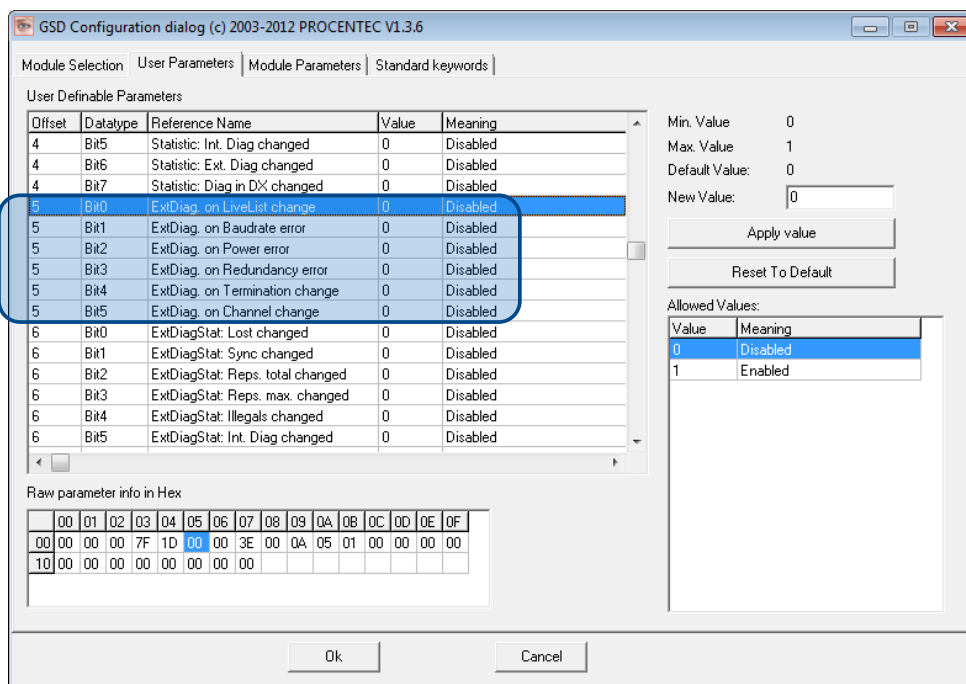 GSD Configuration dialog (c) 2003-2012 PROCENTEC V1.3.6
Module Selection User Parameters Module Parameters Standard keywords
User Definable Parameters
Offset Datatype Reference Name Value Meaning
4 Bit5 Statistic: Int. Diag changed 0 Disabled
4 Bit6 Statistic: Ext. Diag changed 0 Disabled
4 Bit7 Statistic: Diag in DX changed 0 Disabled
5 Bit0 ExtDiag. on LiveList change 0 Disabled
5 Bit1 ExtDiag. on Baudrate error 0 Disabled
5 Bit2 ExtDiag. on Power error 0 Disabled
5 Bit3 ExtDiag. on Redundancy error 0 Disabled
5 Bit4 ExtDiag. on Termination change 0 Disabled
5 Bit5 ExtDiag. on Channel change 0 Disabled
6 Bit0 ExtDiagStat: Lost changed 0 Disabled
6 Bit1 ExtDiagStat: Sync changed 0 Disabled
6 Bit2 ExtDiagStat: Reps. total changed 0 Disabled
6 Bit3 ExtDiagStat: Reps. max. changed 0 Disabled
6 Bit4 ExtDiagStat: Illegals changed 0 Disabled
6 Bit5 ExtDiagStat: Int. Diag changed 0 Disabled
Min. Value 0
Max. Value 1
Default Value: 0
New Value: 0
Apply value
Reset To Default
Allowed Values:
Value Meaning
0 Disabled
1 Enabled
Raw parameter info in Hex
00 01 02 03 04 05 06 07 08 09 0A 0B 0C 0D 0E 0F
00 00 00 00 7F 1D 00 00 3E 00 0A 05 01 00 00 00 00
10 00 00 00 00 00 00 00 00
Ok Cancel